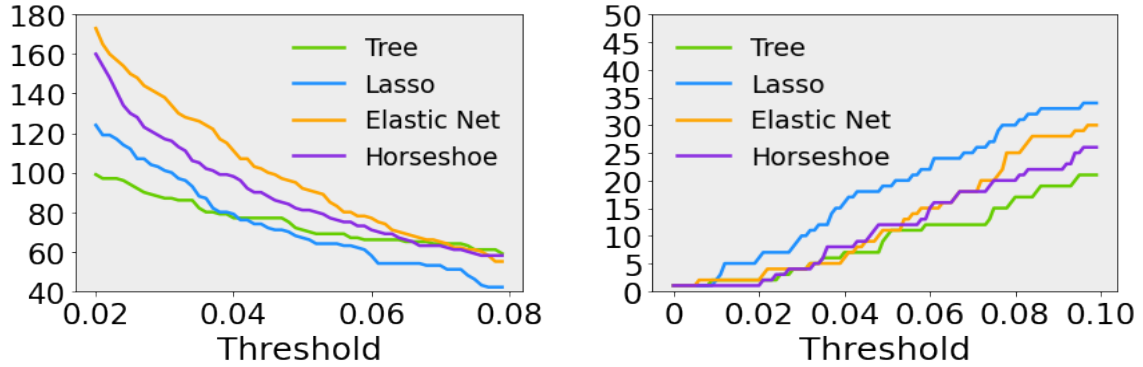 180
160
140
120
100
80
60
40
Tree
Lasso
Elastic Net
Horseshoe
0.02 0.04 0.06 0.08
Threshold
50
45
40
35
30
25
20
15
10
5
0
Tree
Lasso
Elastic Net
Horseshoe
0 0.02 0.04 0.06 0.08 0.10
Threshold